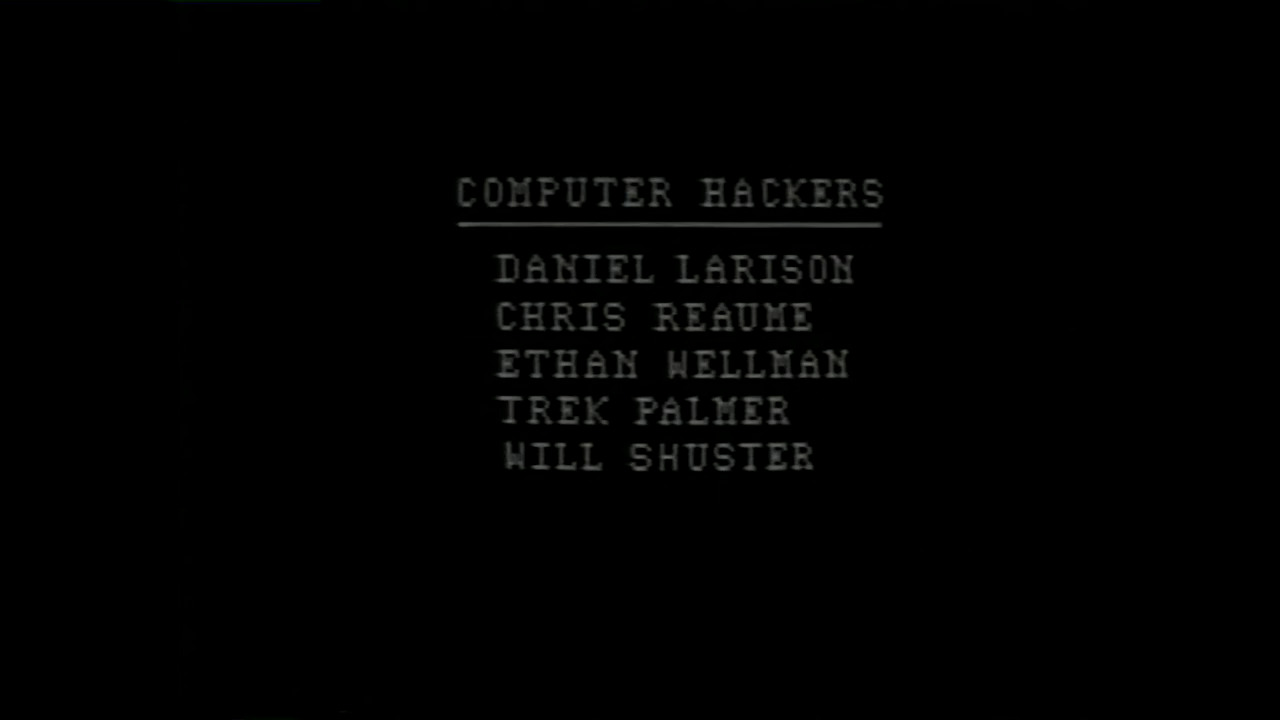 COMPUTER HACKERS
DANIEL LARISON
CHRIS REAUME
ETHAN WELLMAN
TREK PALMER
WILL SHUSTER